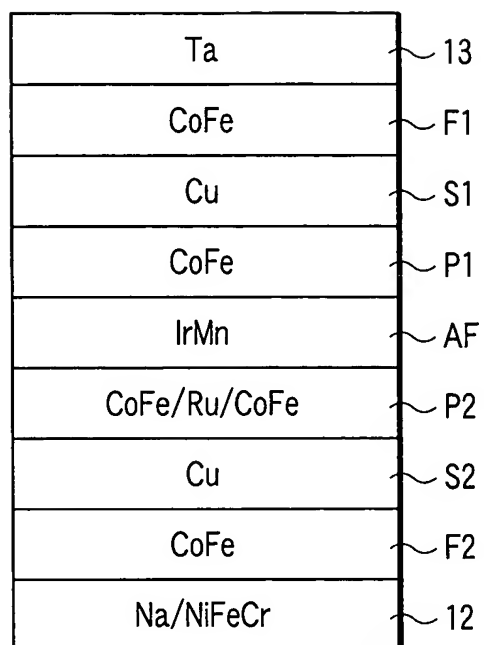 Ta 13
CoFe F1
Cu S1
CoFe P1
IrMn AF
CoFe/Ru/CoFe P2
Cu S2
CoFe F2
Na/NiFeCr 12